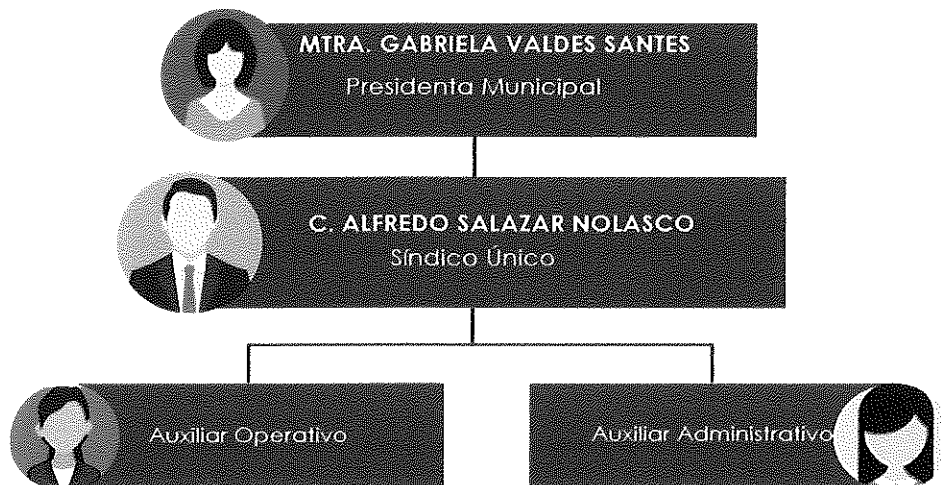 MTRA. GABRIELA VALDES SANTES
Presidenta Municipal
C. ALFREDO SALAZAR NOLASCO
Síndico Único
Auxiliar Operativo
Auxiliar Administrativo